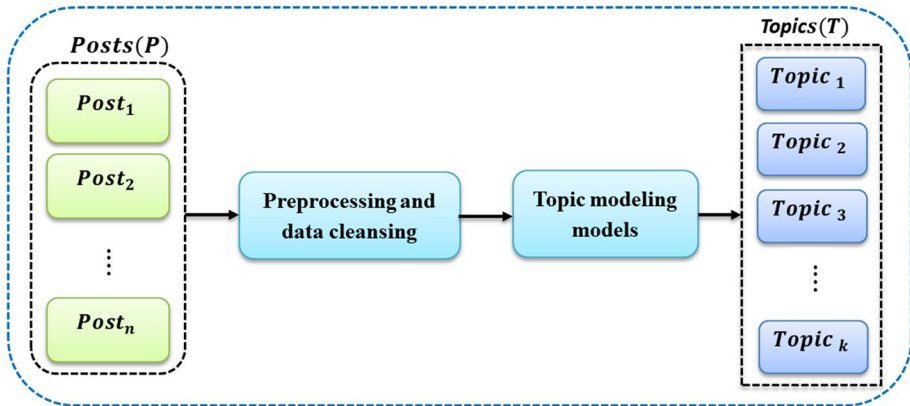 Posts(P)
Post₁
Post₂
⋮
Postₙ
Preprocessing and
data cleansing
Topic modeling
models
Topics(T)
Topic ₁
Topic ₂
Topic ₃
⋮
Topic ₖ